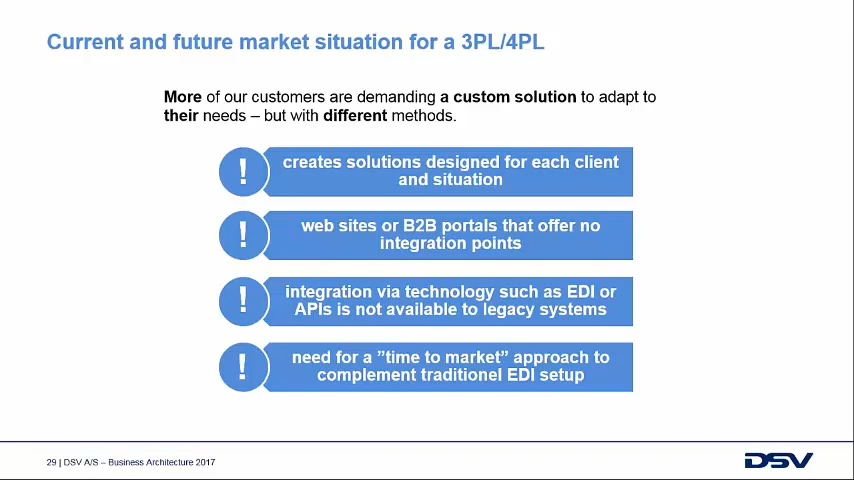 Current and future market situation for a 3PL/4PL
More of our customers are demanding a custom solution to adapt to
their needs – but with different methods.
! creates solutions designed for each client
and situation
! web sites or B2B portals that offer no
integration points
! integration via technology such as EDI or
APIs is not available to legacy systems
! need for a ”time to market” approach to
complement traditionel EDI setup
29 | DSV A/S – Business Architecture 2017
DSV